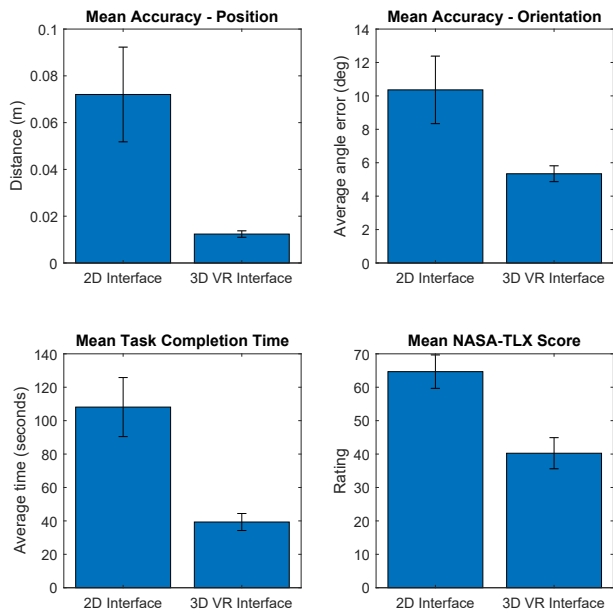 Mean Accuracy - Position
Distance (m)
0.1
0.08
0.06
0.04
0.02
0
2D Interface
3D VR Interface
Mean Accuracy - Orientation
Average angle error (deg)
14
12
10
8
6
4
2
0
2D Interface
3D VR Interface
Mean Task Completion Time
Average time (seconds)
140
120
100
80
60
40
20
0
2D Interface
3D VR Interface
Mean NASA-TLX Score
Rating
70
60
50
40
30
20
10
0
2D Interface
3D VR Interface